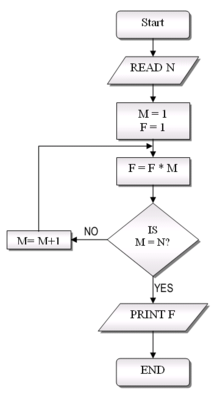 Start
READ N
M = 1
F = 1
F = F * M
NO
IS
M = N?
M= M+1
YES
PRINT F
END